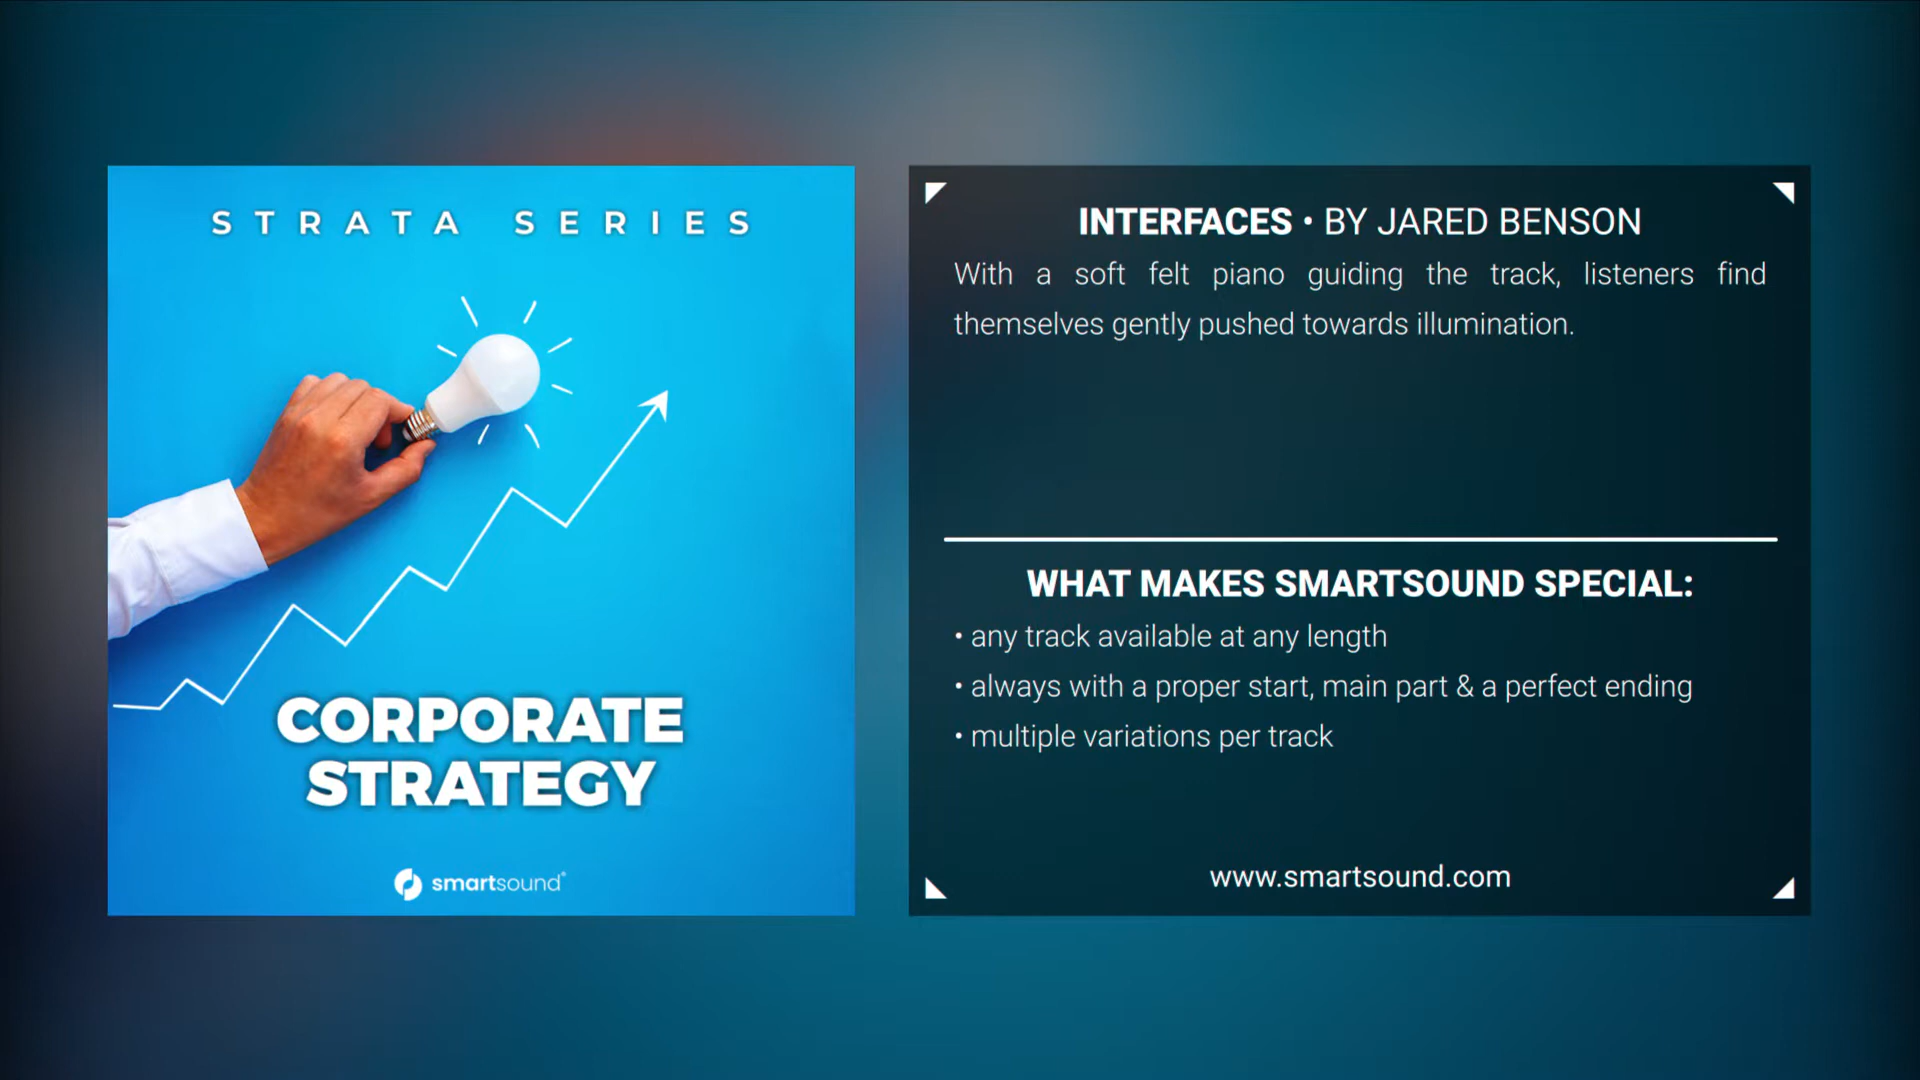 STRATA SERIES
CORPORATE
STRATEGY
smartsound®
INTERFACES • BY JARED BENSON
With a soft felt piano guiding the track, listeners find
themselves gently pushed towards illumination.
WHAT MAKES SMARTSOUND SPECIAL:
• any track available at any length
• always with a proper start, main part & a perfect ending
• multiple variations per track
www.smartsound.com